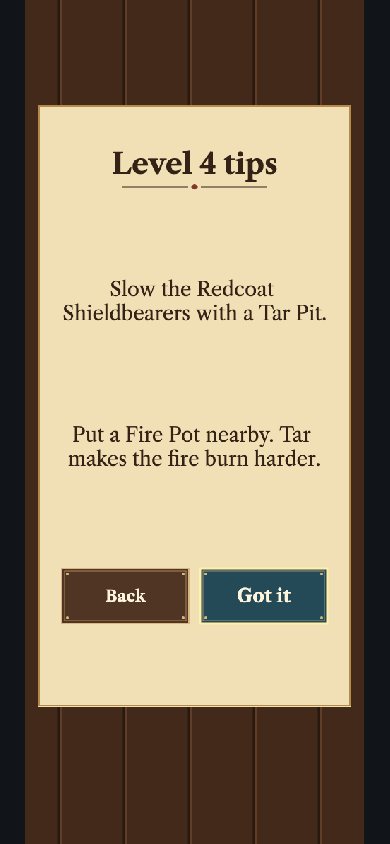 Level 4 tips
Slow the Redcoat
Shieldbearers with a Tar Pit.
Put a Fire Pot nearby. Tar
makes the fire burn harder.
Back
Got it